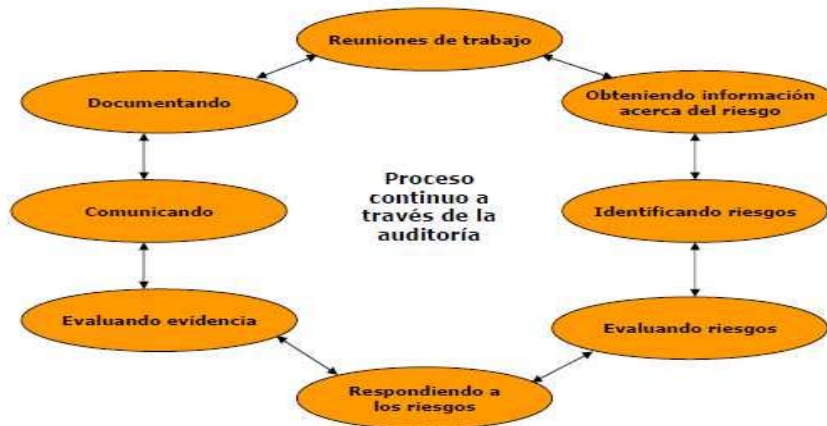 Reuniones de trabajo
Obteniendo información
acerca del riesgo
Identificando riesgos
Evaluando riesgos
Respondiendo a
los riesgos
Evaluando evidencia
Comunicando
Documentando
Proceso
continuo a
través de la
auditoría